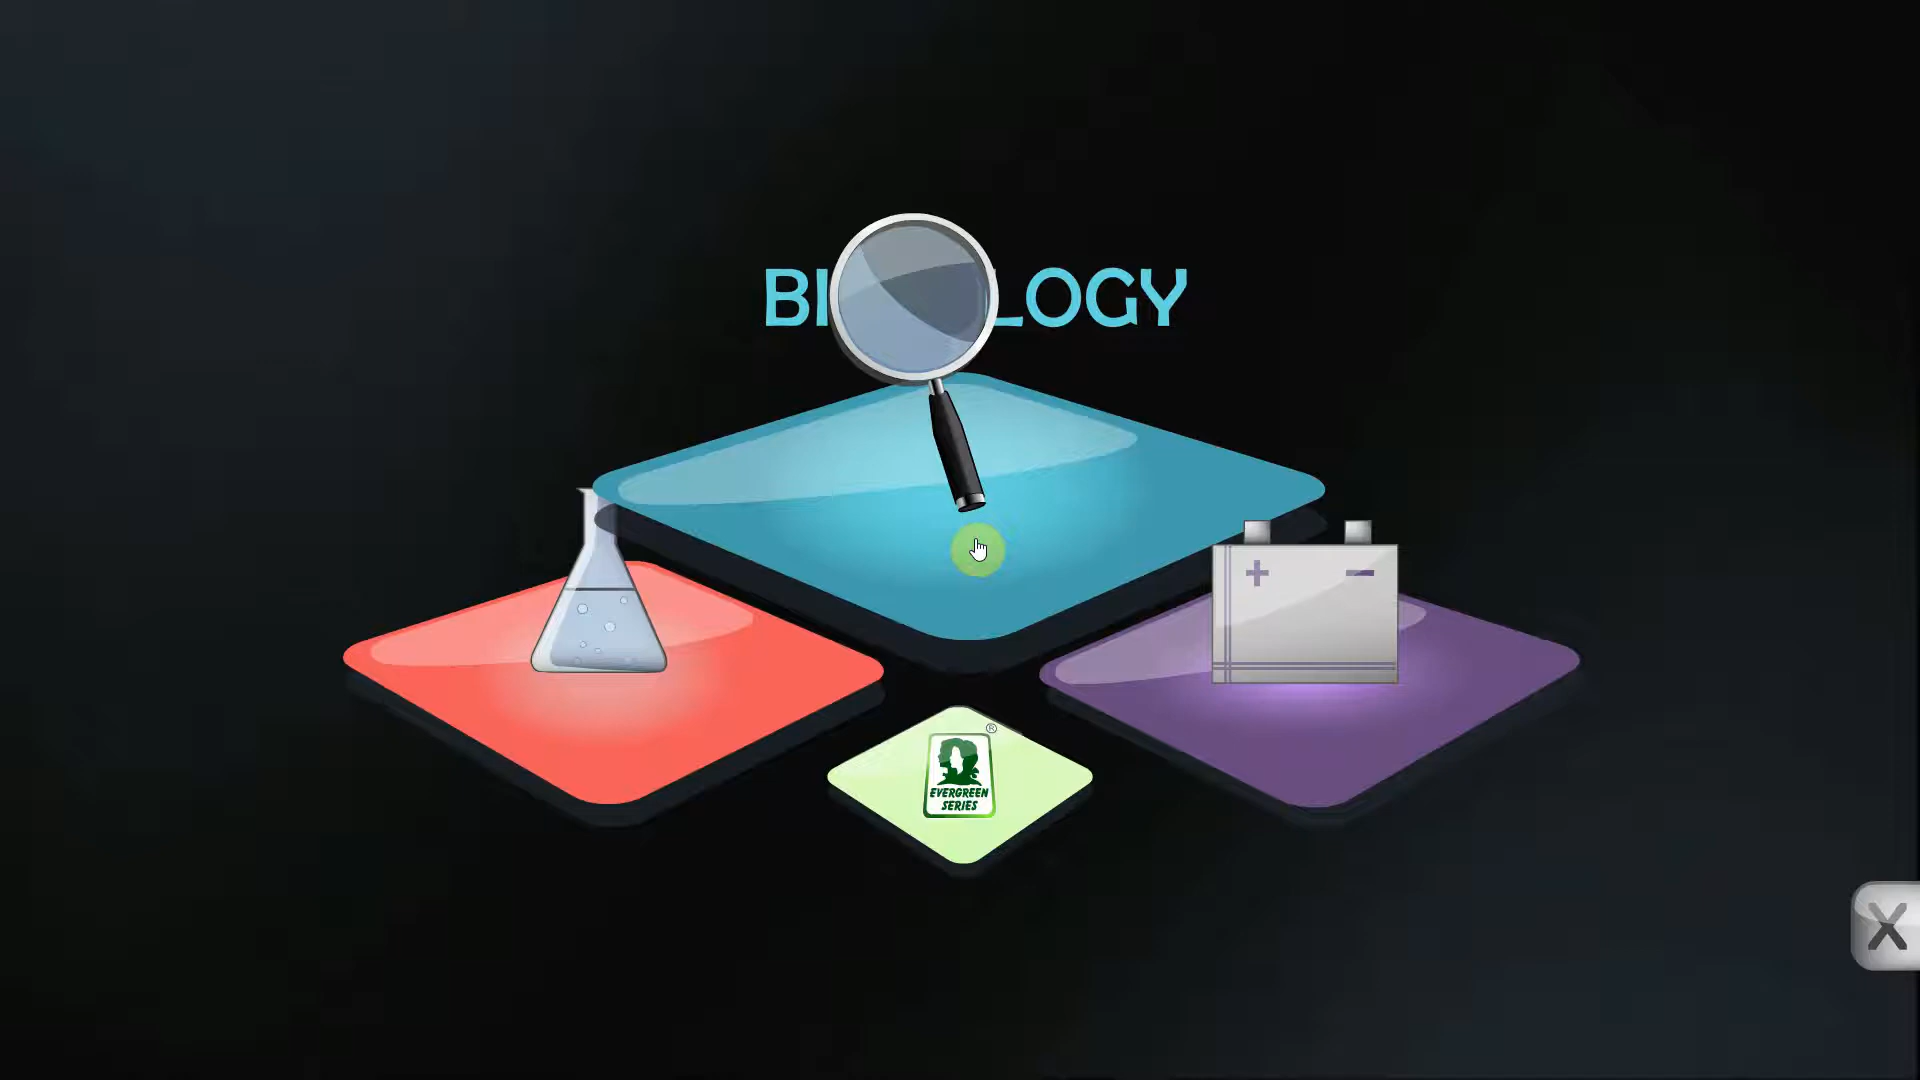 BI LOGY
+ −
®
EVERGREEN
SERIES
X